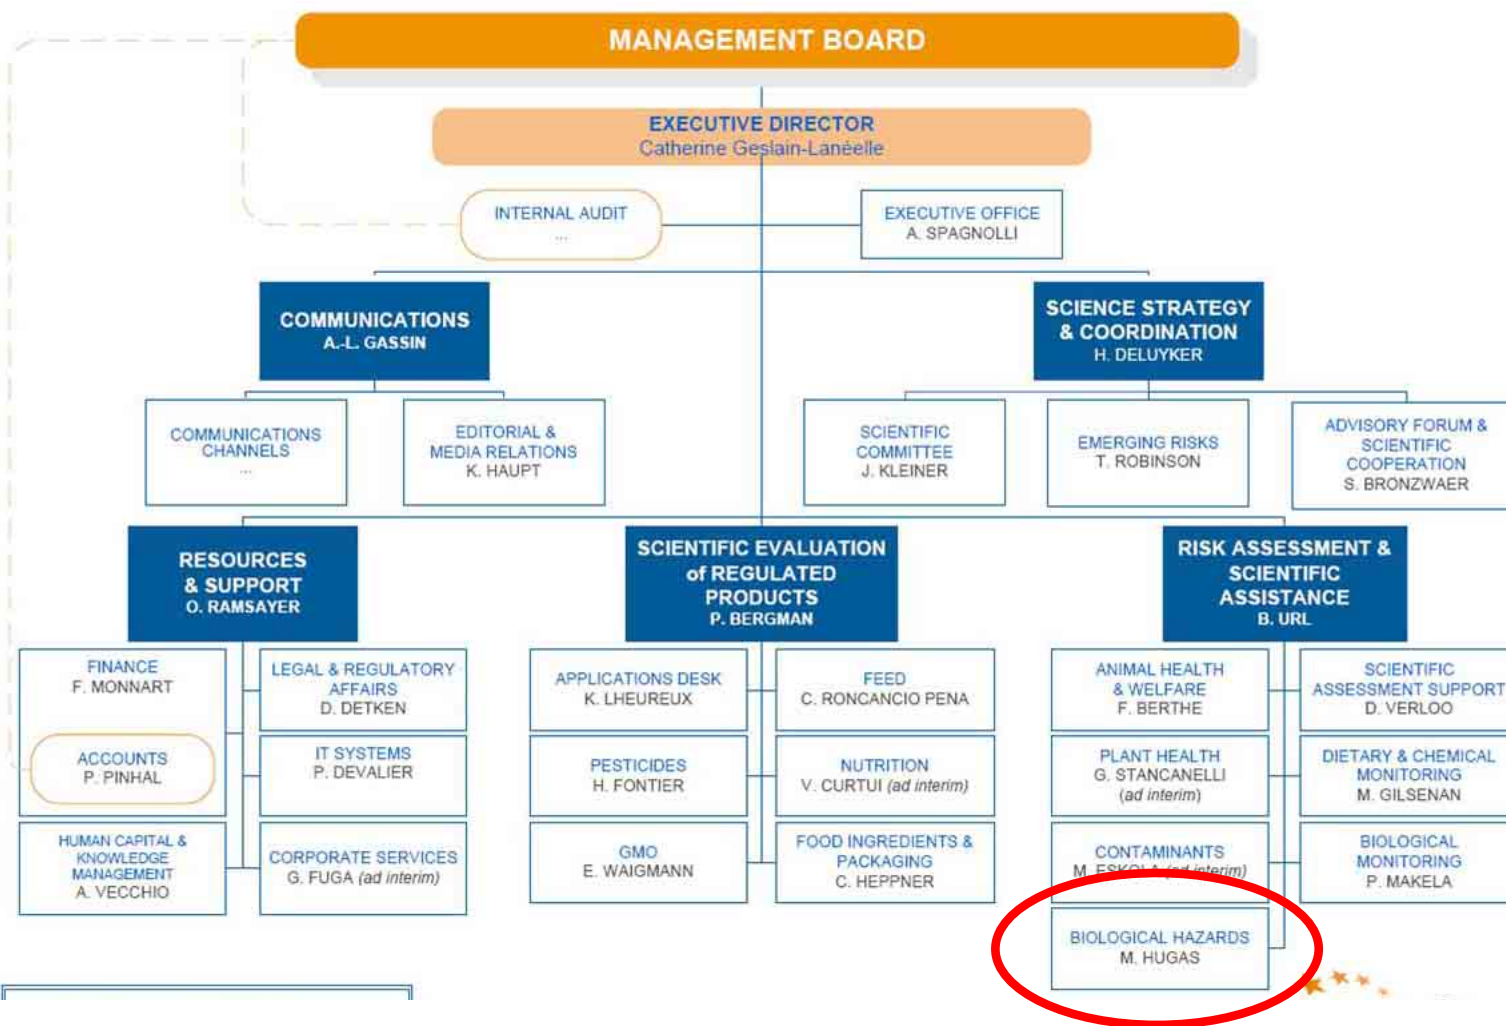 MANAGEMENT BOARD
EXECUTIVE DIRECTOR
Catherine Geslain-Lanéelle
INTERNAL AUDIT
...
EXECUTIVE OFFICE
A. SPAGNOLLI
COMMUNICATIONS
A.-L. GASSIN
SCIENCE STRATEGY
& COORDINATION
H. DELUYKER
COMMUNICATIONS
CHANNELS
...
EDITORIAL &
MEDIA RELATIONS
K. HAUPT
SCIENTIFIC
COMMITTEE
J. KLEINER
EMERGING RISKS
T. ROBINSON
ADVISORY FORUM &
SCIENTIFIC
COOPERATION
S. BRONZWAER
RESOURCES
& SUPPORT
O. RAMSAYER
SCIENTIFIC EVALUATION
of REGULATED
PRODUCTS
P. BERGMAN
RISK ASSESSMENT &
SCIENTIFIC
ASSISTANCE
B. URL
FINANCE
F. MONNART
ACCOUNTS
P. PINHAL
LEGAL & REGULATORY
AFFAIRS
D. DETKEN
IT SYSTEMS
P. DEVALIER
HUMAN CAPITAL &
KNOWLEDGE
MANAGEMENT
A. VECCHIO
CORPORATE SERVICES
G. FUGA (ad interim)
APPLICATIONS DESK
K. LHEUREUX
FEED
C. RONCANCIO PENA
PESTICIDES
H. FONTIER
NUTRITION
V. CURTUI (ad interim)
GMO
E. WAIGMANN
FOOD INGREDIENTS &
PACKAGING
C. HEPPNER
ANIMAL HEALTH
& WELFARE
F. BERTHE
SCIENTIFIC
ASSESSMENT SUPPORT
D. VERLOO
PLANT HEALTH
G. STANCANELLI
(ad interim)
DIETARY & CHEMICAL
MONITORING
M. GILSENAN
CONTAMINANTS
M. ESKOLA (ad interim)
BIOLOGICAL
MONITORING
P. MAKELA
BIOLOGICAL HAZARDS
M. HUGAS